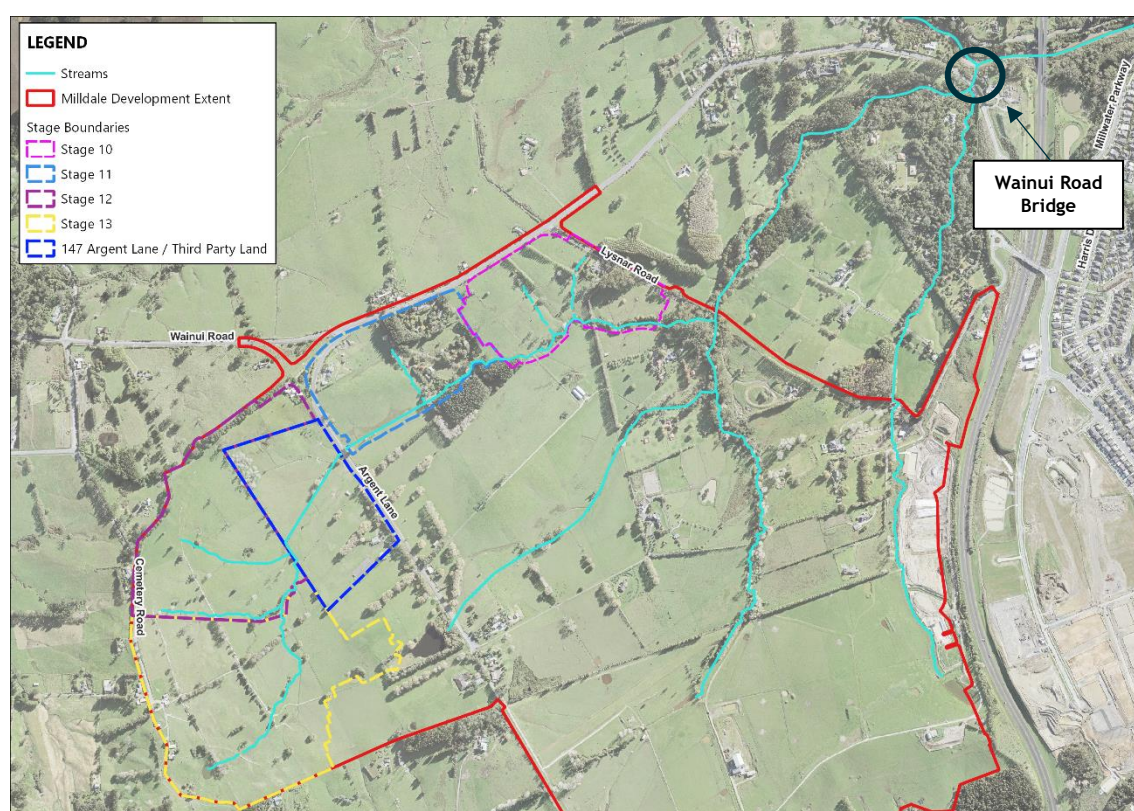 LEGEND
Streams
Milldale Development Extent
Stage Boundaries
Stage 10
Stage 11
Stage 12
Stage 13
147 Argent Lane / Third Party Land
Millwater Parkway
Wainui Road
Bridge
Harris D
Lysnar Road
Wainui Road
Argent Lane
Cemetery Road